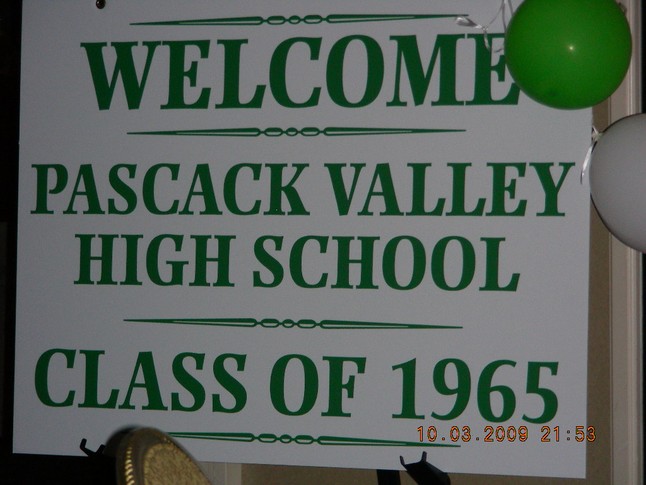 WELCOME
PASCACK VALLEY
HIGH SCHOOL
CLASS OF 1965
10.03.2009 21:53